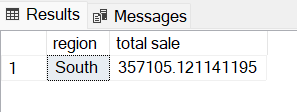 Results Messages
region total sale
1 South 357105.121141195